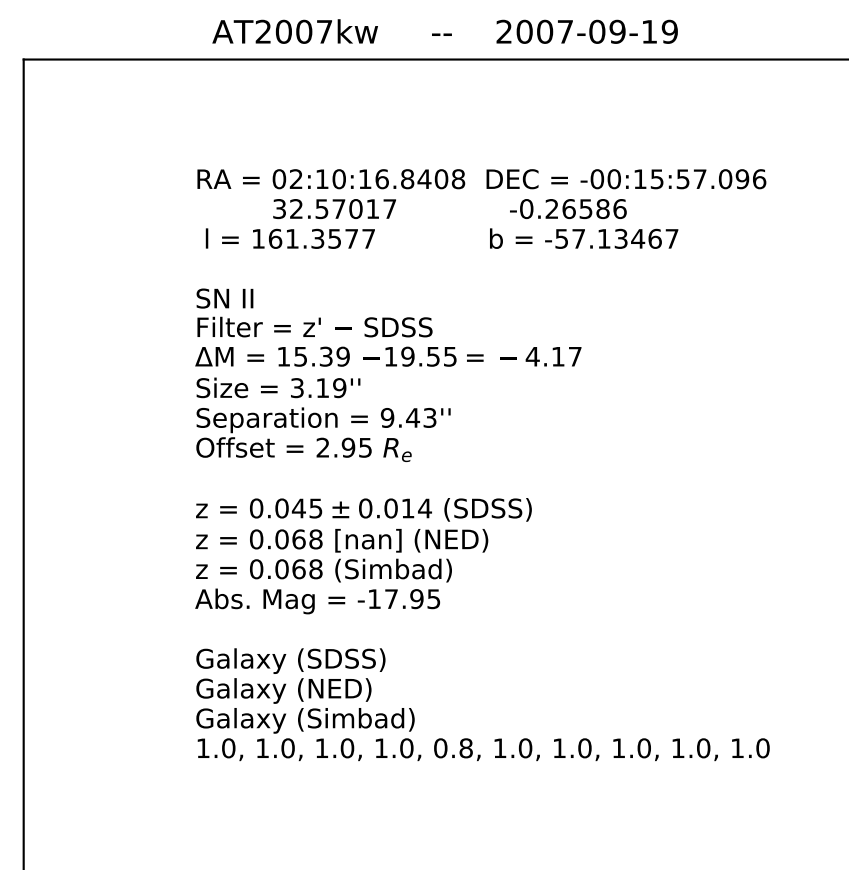 AT2007kw -- 2007-09-19
RA = 02:10:16.8408 DEC = -00:15:57.096
32.57017 -0.26586
l = 161.3577 b = -57.13467
SN II
Filter = z' − SDSS
ΔM = 15.39 −19.55 = −4.17
Size = 3.19''
Separation = 9.43''
Offset = 2.95 Rₑ
z = 0.045 ± 0.014 (SDSS)
z = 0.068 [nan] (NED)
z = 0.068 (Simbad)
Abs. Mag = -17.95
Galaxy (SDSS)
Galaxy (NED)
Galaxy (Simbad)
1.0, 1.0, 1.0, 1.0, 0.8, 1.0, 1.0, 1.0, 1.0, 1.0